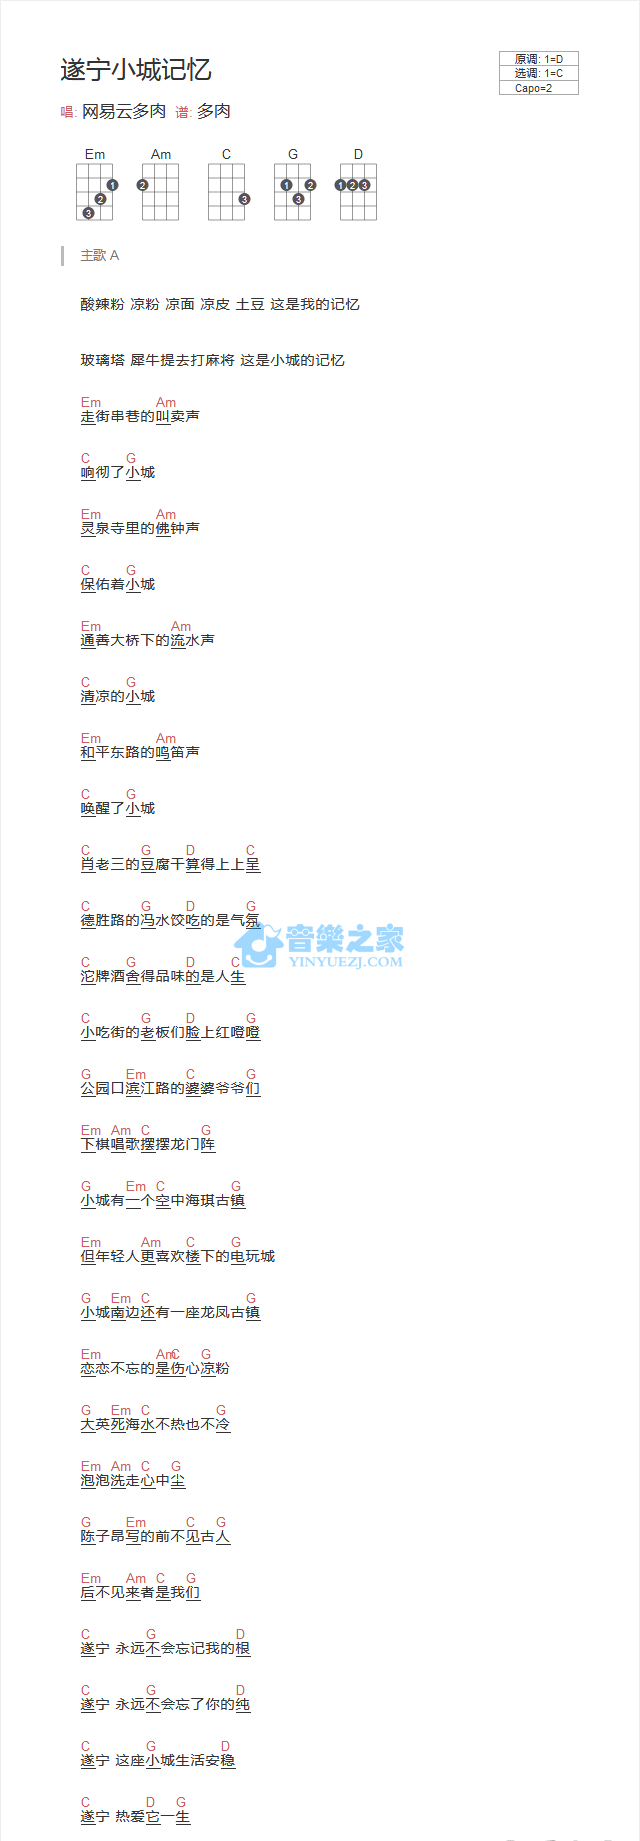 遂宁小城记忆
原调: 1=D
选调: 1=C
Capo=2
唱: 网易云多肉 谱: 多肉
Em Am C G D
1 2 3 2 3 1 2 3 1 2 3
主歌 A
酸辣粉 凉粉 凉面 凉皮 土豆 这是我的记忆
玻璃塔 犀牛提去打麻将 这是小城的记忆
Em Am
走街串巷的叫卖声
C G
响彻了小城
Em Am
灵泉寺里的佛钟声
C G
保佑着小城
Em Am
通善大桥下的流水声
C G
清凉的小城
Em Am
和平东路的鸣笛声
C G
唤醒了小城
C G D C
肖老三的豆腐干算得上上呈
C G D G
德胜路的冯水饺吃的是气氛
音樂之家
YINYUEZJ.COM
C G D C
沱牌酒舍得品味的是人生
C G D G
小吃街的老板们脸上红噔噔
G Em C G
公园口滨江路的婆婆爷爷们
Em Am C G
下棋唱歌摆摆龙门阵
G Em C G
小城有一个空中海琪古镇
Em Am C G
但年轻人更喜欢楼下的电玩城
G Em C G
小城南边还有一座龙凤古镇
Em Am C G
恋恋不忘的是伤心凉粉
G Em C G
大英死海水不热也不冷
Em Am C G
泡泡洗走心中尘
G Em C G
陈子昂写的前不见古人
Em Am C G
后不见来者是我们
C G D
遂宁 永远不会忘记我的根
C G D
遂宁 永远不会忘了你的纯
C G D
遂宁 这座小城生活安稳
C D G
遂宁 热爱它一生